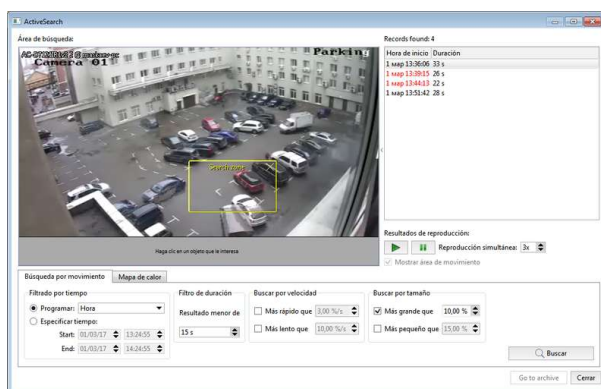 ActiveSearch
Área de búsqueda:
Records found: 4
Camera 01
Parking
Search zone
Haga clic en un objeto que le interesa
Hora de inicio Duración
1 мар 13:36:06 33 s
1 мар 13:39:15 26 s
1 мар 13:44:13 22 s
1 мар 13:51:42 28 s
Resultados de reproducción:
Reproducción simultánea: 3x
Mostrar área de movimiento
Búsqueda por movimiento Mapa de calor
Filtrado por tiempo
Programar: Hora
Especificar tiempo:
Start: 01/03/17 13:24:55
End: 01/03/17 14:24:55
Filtro de duración
Resultado menor de
15 s
Buscar por velocidad
Más rápido que 3,00 %/s
Más lento que 10,00 %/s
Buscar por tamaño
Más grande que 10,00 %
Más pequeño que 15,00 %
Buscar
Go to archive Cerrar